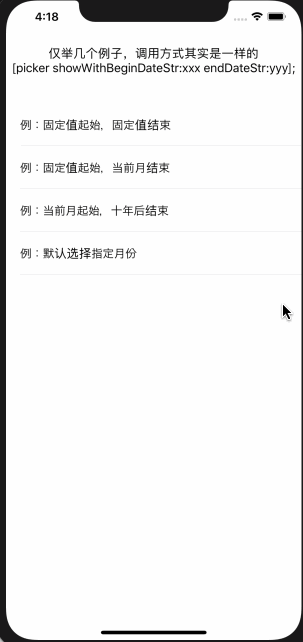 4:18
仅举几个例子，调用方式其实是一样的
[picker showWithBeginDateStr:xxx endDateStr:yyy];
例：固定值起始，固定值结束
例：固定值起始，当前月结束
例：当前月起始，十年后结束
例：默认选择指定月份